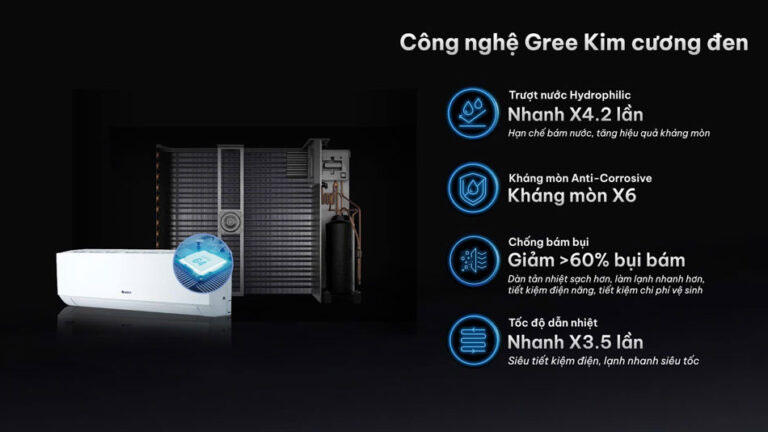 Công nghệ Gree Kim cương đen
Trượt nước Hydrophilic
Nhanh X4.2 lần
Hạn chế bám nước, tăng hiệu quả kháng mòn
Kháng mòn Anti-Corrosive
Kháng mòn X6
Chống bám bụi
Giảm >60% bụi bám
Dàn tản nhiệt sạch hơn, làm lạnh nhanh hơn,
tiết kiệm điện năng, tiết kiệm chi phí vệ sinh
Tốc độ dẫn nhiệt
Nhanh X3.5 lần
Siêu tiết kiệm điện, lạnh nhanh siêu tốc
64